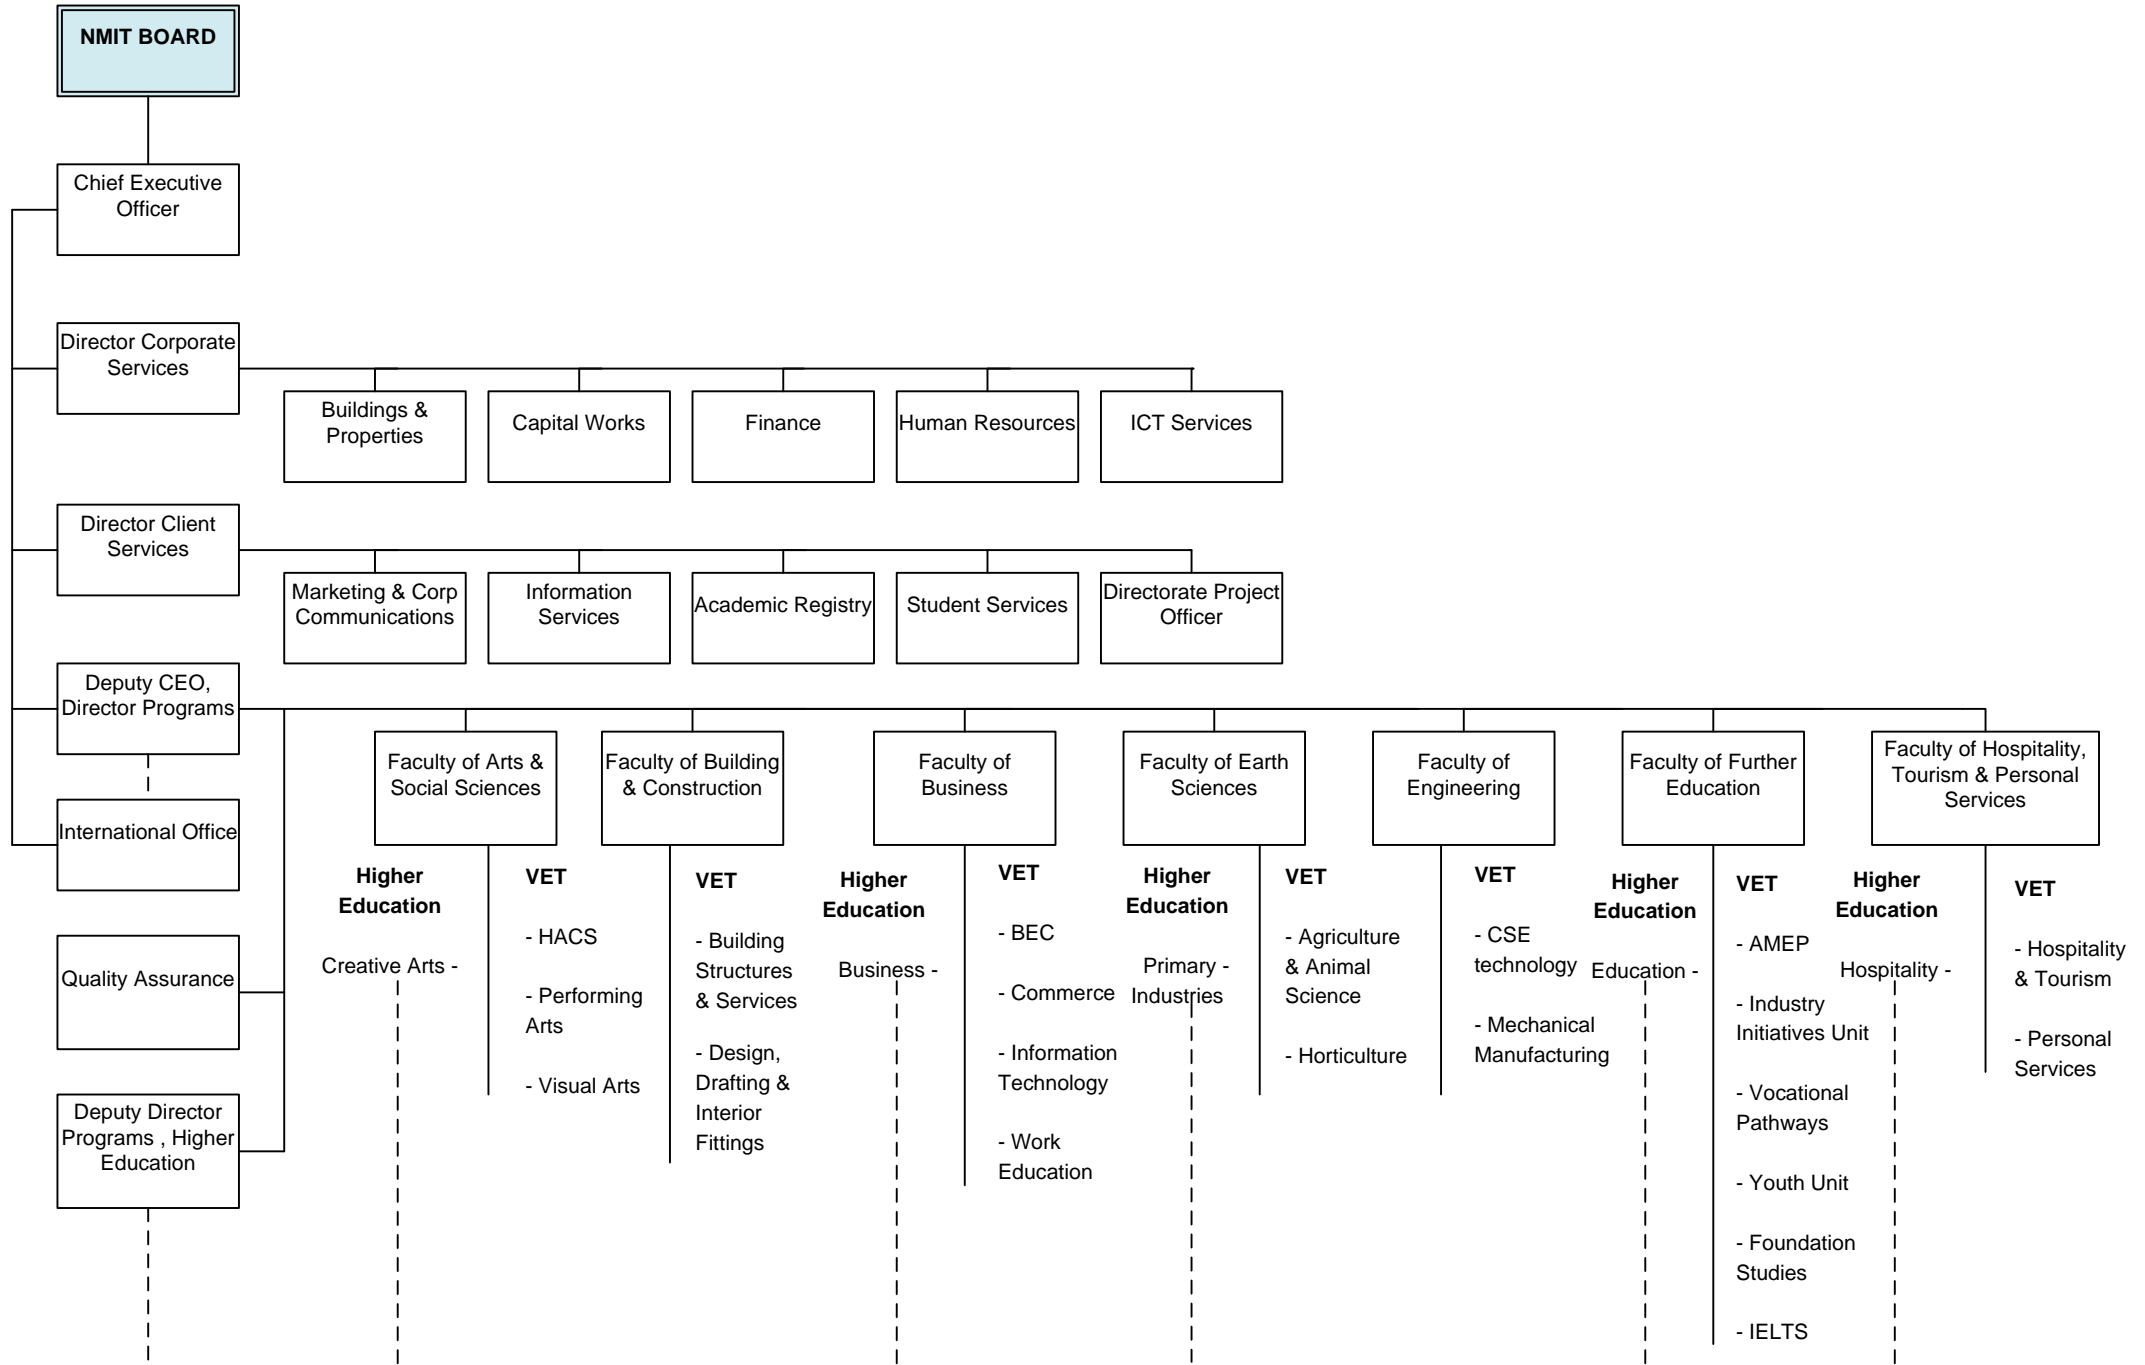 NMIT BOARD
Chief Executive
Officer
Director Corporate
Services
Buildings &
Properties
Capital Works
Finance
Human Resources
ICT Services
Director Client
Services
Marketing & Corp
Communications
Information
Services
Academic Registry
Student Services
Directorate Project
Officer
Deputy CEO,
Director Programs
International Office
Quality Assurance
Deputy Director
Programs , Higher
Education
Faculty of Arts &
Social Sciences
Higher
Education
Creative Arts -
VET
- HACS
- Performing
Arts
- Visual Arts
Faculty of Building
& Construction
VET
- Building
Structures
& Services
- Design,
Drafting &
Interior
Fittings
Faculty of
Business
Higher
Education
Business -
VET
- BEC
- Commerce
- Information
Technology
- Work
Education
Faculty of Earth
Sciences
Higher
Education
Primary -
Industries
VET
- Agriculture
& Animal
Science
- Horticulture
Faculty of
Engineering
VET
- CSE
technology
- Mechanical
Manufacturing
Faculty of Further
Education
Higher
Education
Education -
VET
- AMEP
- Industry
Initiatives Unit
- Vocational
Pathways
- Youth Unit
- Foundation
Studies
- IELTS
Faculty of Hospitality,
Tourism & Personal
Services
Higher
Education
Hospitality -
VET
- Hospitality
& Tourism
- Personal
Services